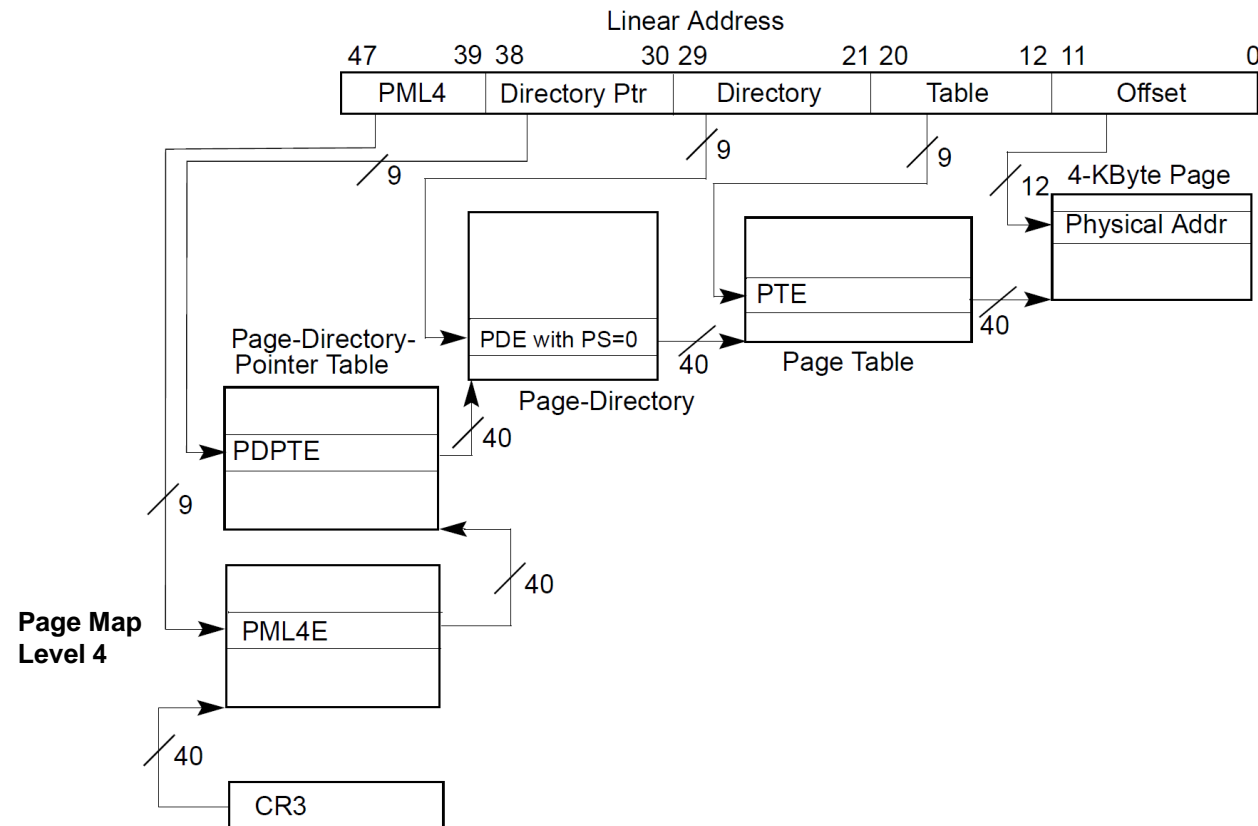 Linear Address
47 39 38 30 29 21 20 12 11 0
PML4 Directory Ptr Directory Table Offset
9
9
9
12
4-KByte Page
Physical Addr
PTE
40
Page Table
PDE with PS=0
40
Page-Directory
Page-Directory-
Pointer Table
PDPTE
40
9
40
Page Map
Level 4
PML4E
40
CR3